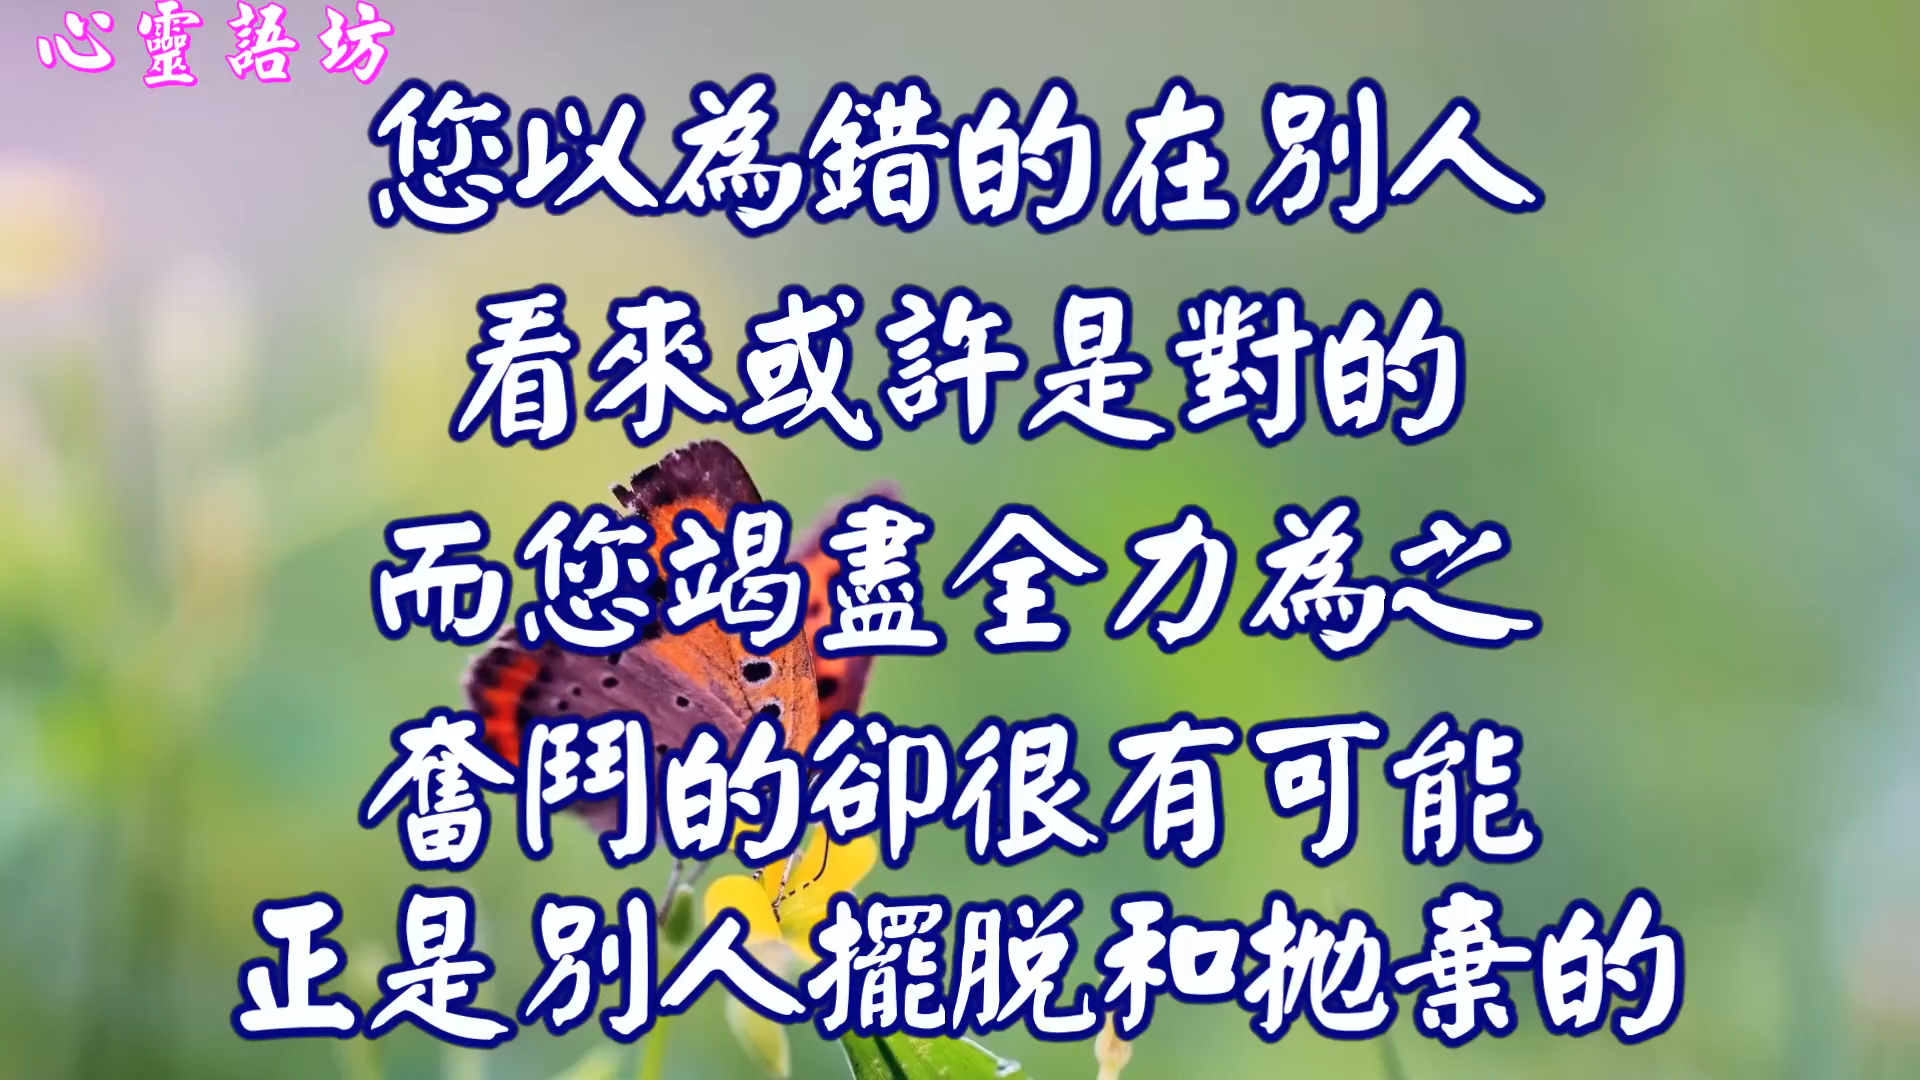 心靈語坊
您以為錯的在別人
看來或許是對的
而您竭盡全力為之
奮鬥的卻很有可能
正是別人擺脫和拋棄的